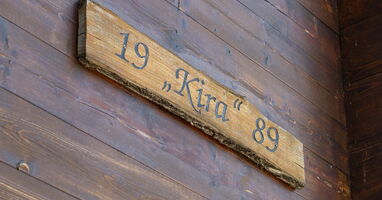 19 „Kira“ 89